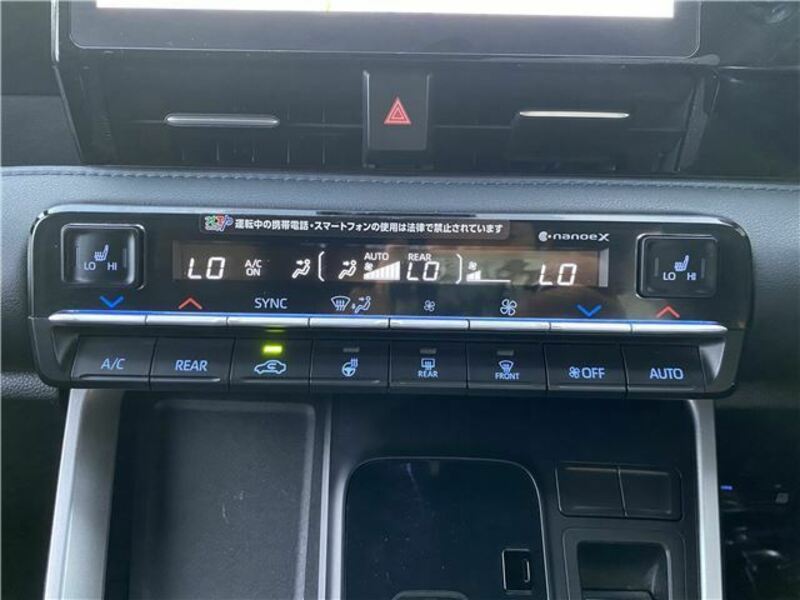 運転中の携帯電話・スマートフォンの使用は法律で禁止されています
nanoeX
LO HI
LO A/C ON AUTO REAR LO LO
LO HI
SYNC
A/C REAR REAR FRONT OFF AUTO